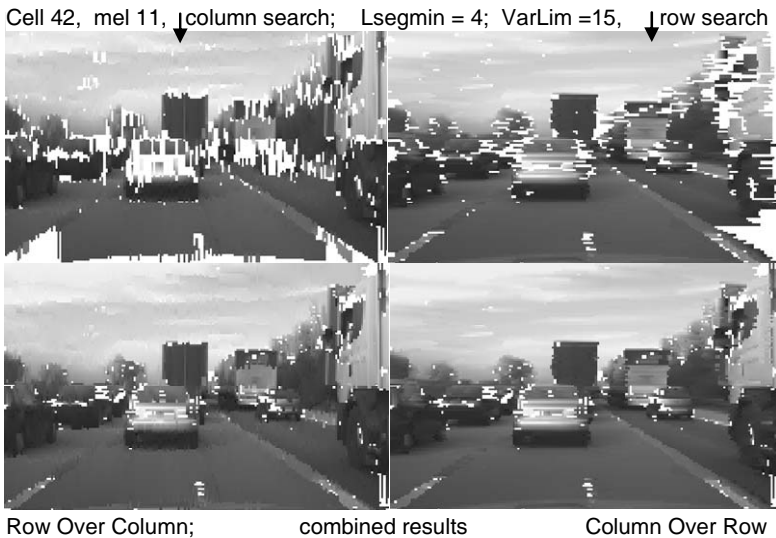 Cell 42, mel 11, column search; Lsegmin = 4; VarLim =15, row search
Row Over Column; combined results Column Over Row